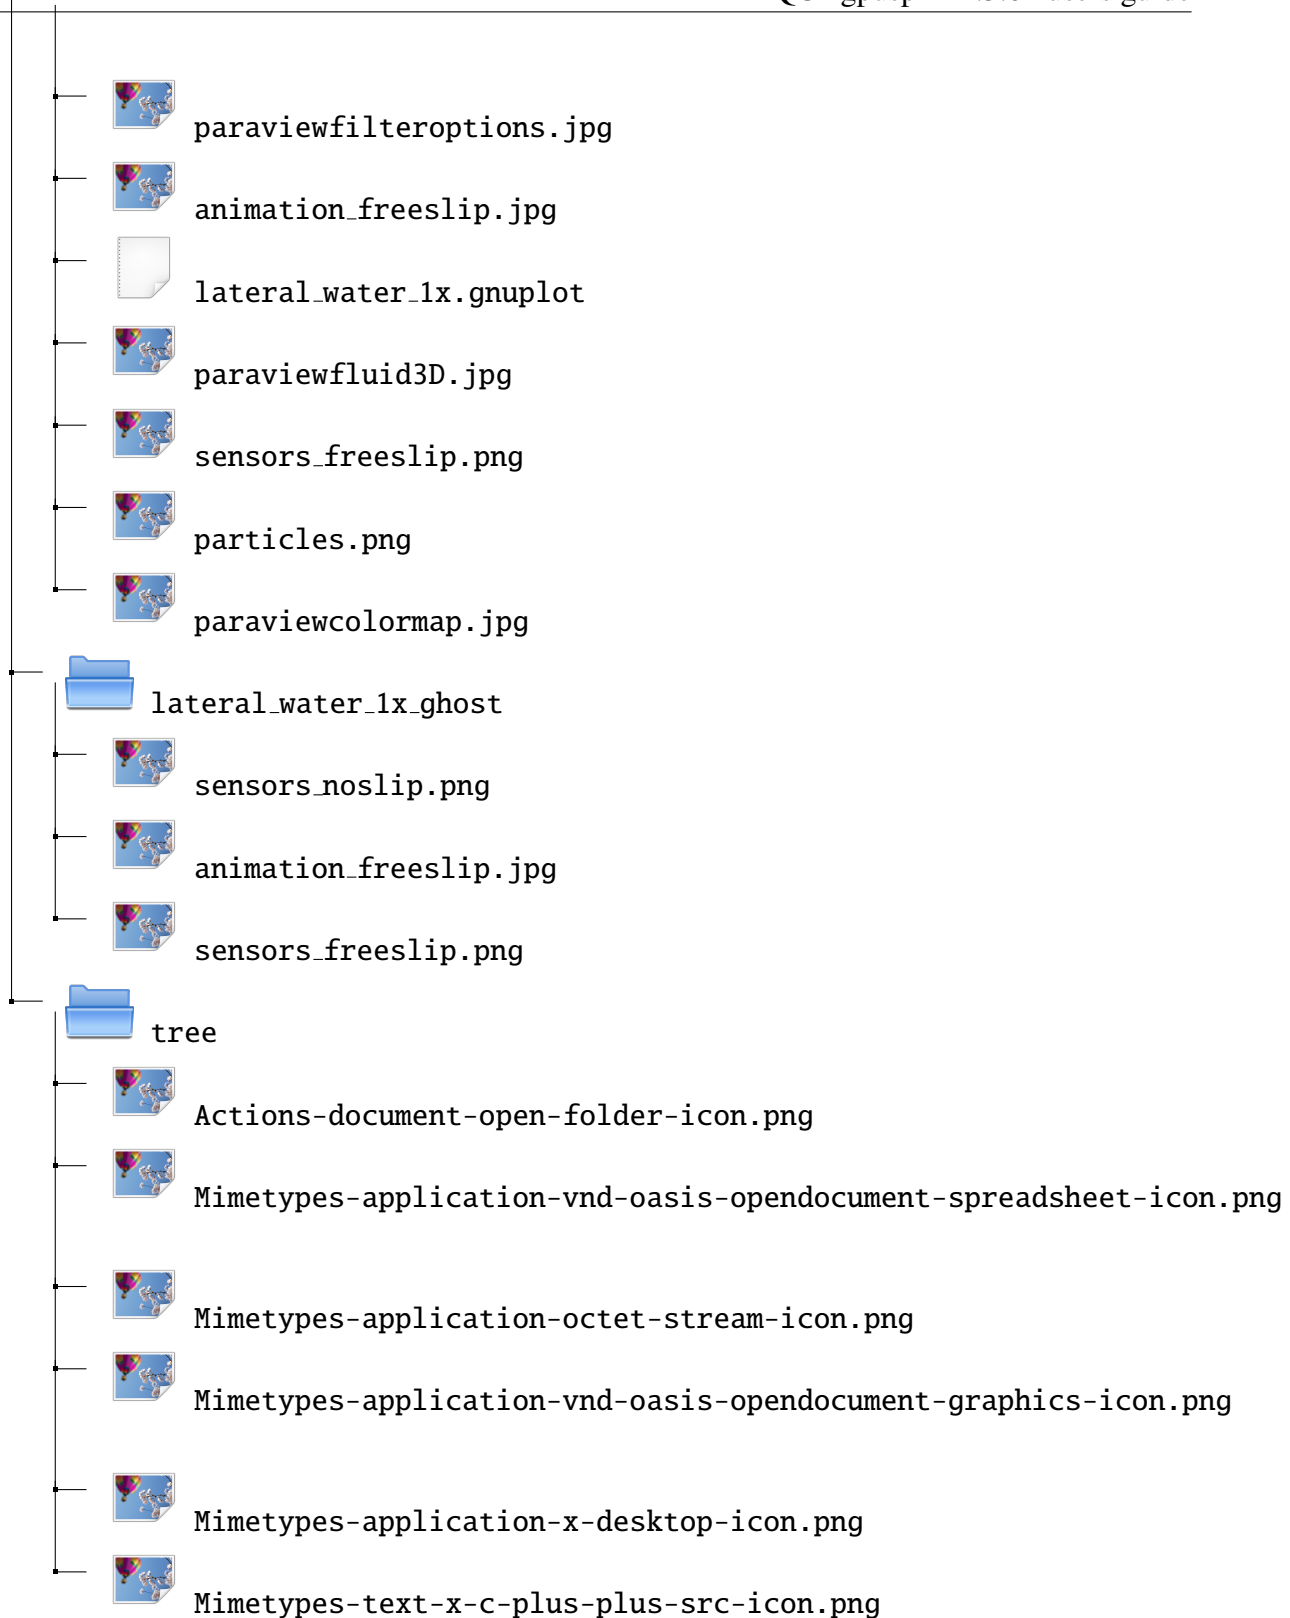 guide
paraviewfilteroptions.jpg
animation_freeslip.jpg
lateral_water_1x.gnuplot
paraviewfluid3D.jpg
sensors_freeslip.png
particles.png
paraviewcolormap.jpg
lateral_water_1x_ghost
sensors_noslip.png
animation_freeslip.jpg
sensors_freeslip.png
tree
Actions-document-open-folder-icon.png
Mimetypes-application-vnd-oasis-opendocument-spreadsheet-icon.png
Mimetypes-application-octet-stream-icon.png
Mimetypes-application-vnd-oasis-opendocument-graphics-icon.png
Mimetypes-application-x-desktop-icon.png
Mimetypes-text-x-c-plus-plus-src-icon.png